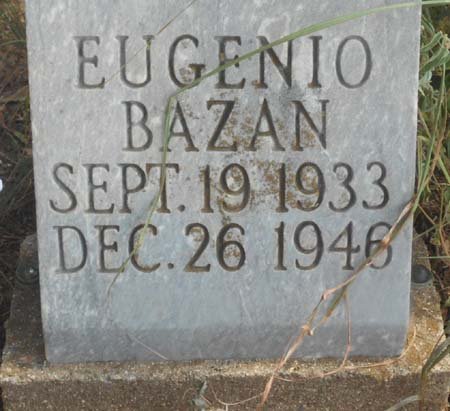 EUGENIO
BAZAN
SEPT. 19 1933
DEC. 26 1946